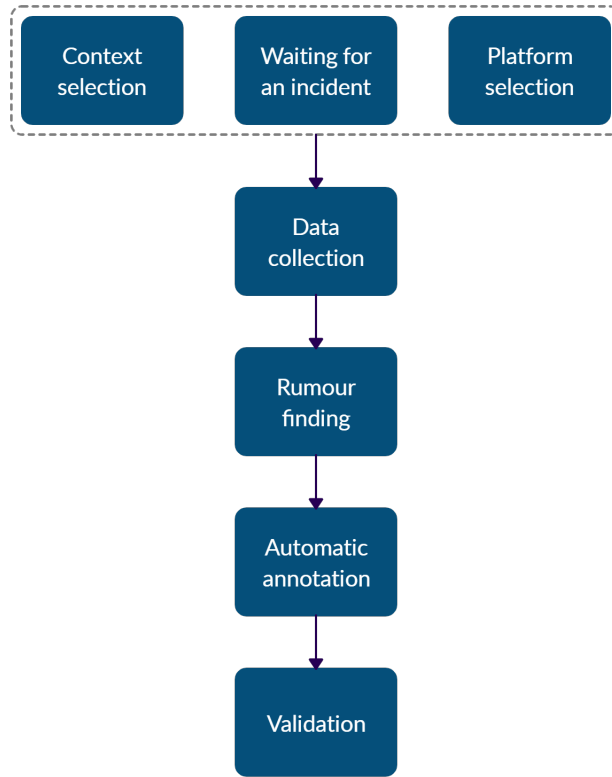 Context
selection
Waiting for
an incident
Platform
selection
Data
collection
Rumour
finding
Automatic
annotation
Validation